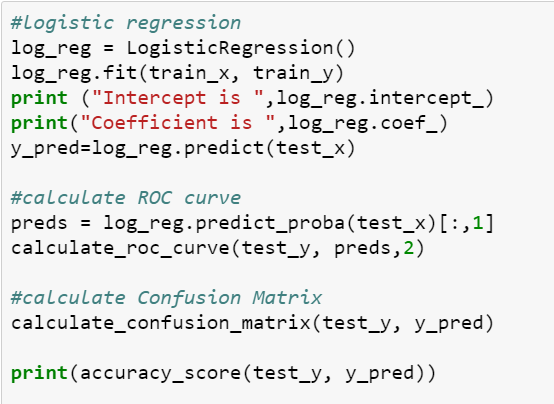 #logistic regression
log_reg = LogisticRegression()
log_reg.fit(train_x, train_y)
print ("Intercept is ",log_reg.intercept_)
print("Coefficient is ",log_reg.coef_)
y_pred=log_reg.predict(test_x)
#calculate ROC curve
preds = log_reg.predict_proba(test_x)[:,1]
calculate_roc_curve(test_y, preds,2)
#calculate Confusion Matrix
calculate_confusion_matrix(test_y, y_pred)
print(accuracy_score(test_y, y_pred))